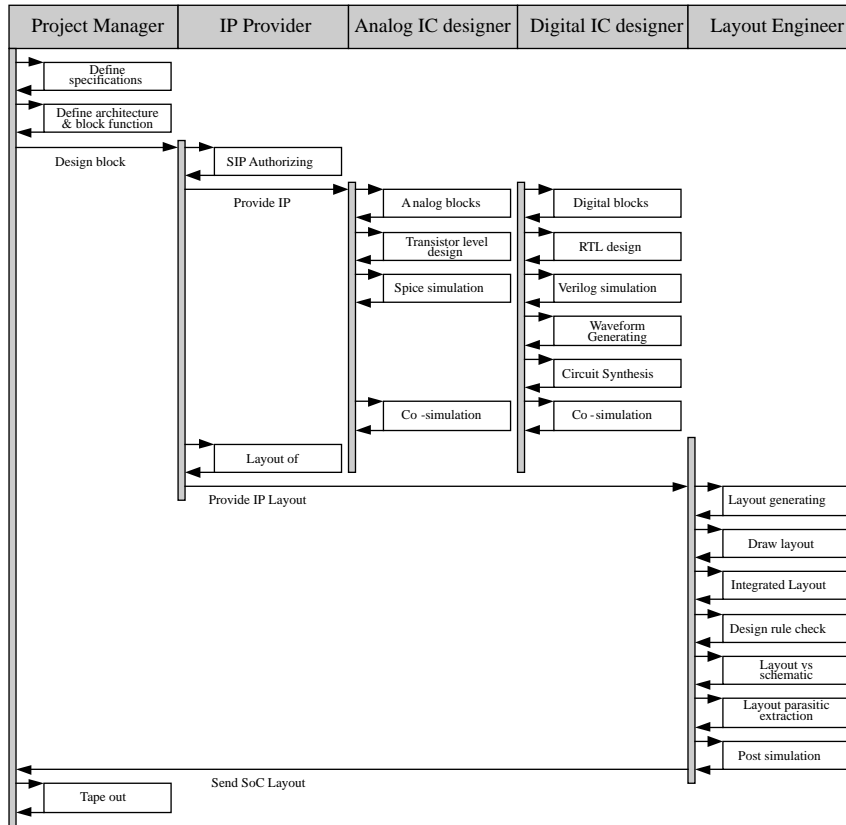 Project Manager IP Provider Analog IC designer Digital IC designer Layout Engineer
Define
specifications
Define architecture
& block function
Design block
SIP Authorizing
Provide IP
Analog blocks
Digital blocks
Transistor level
design
RTL design
Spice simulation
Verilog simulation
Waveform
Generating
Circuit Synthesis
Co -simulation
Co - simulation
Layout of
Provide IP Layout
Layout generating
Draw layout
Integrated Layout
Design rule check
Layout vs
schematic
Layout parasitic
extraction
Post simulation
Send SoC Layout
Tape out